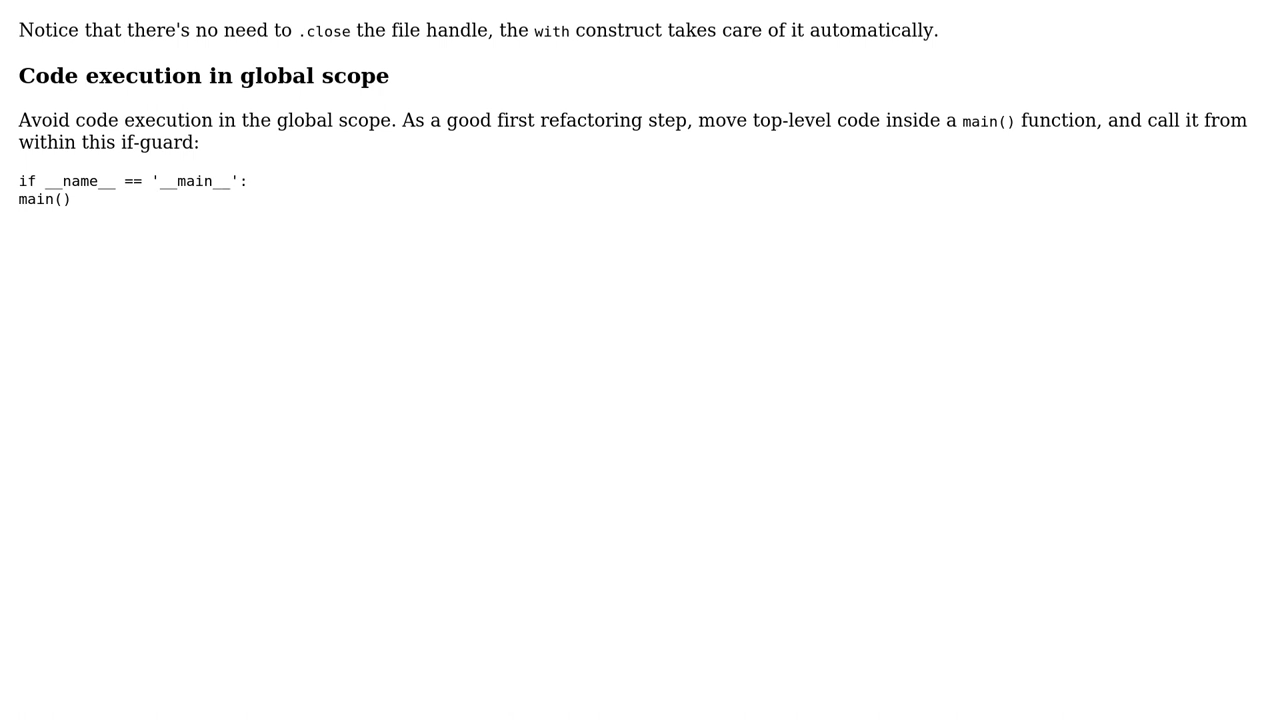 Notice that there's no need to .close the file handle, the with construct takes care of it automatically.
Code execution in global scope
Avoid code execution in the global scope. As a good first refactoring step, move top-level code inside a main() function, and call it from
within this if-guard:
if __name__ == '__main__':
main()